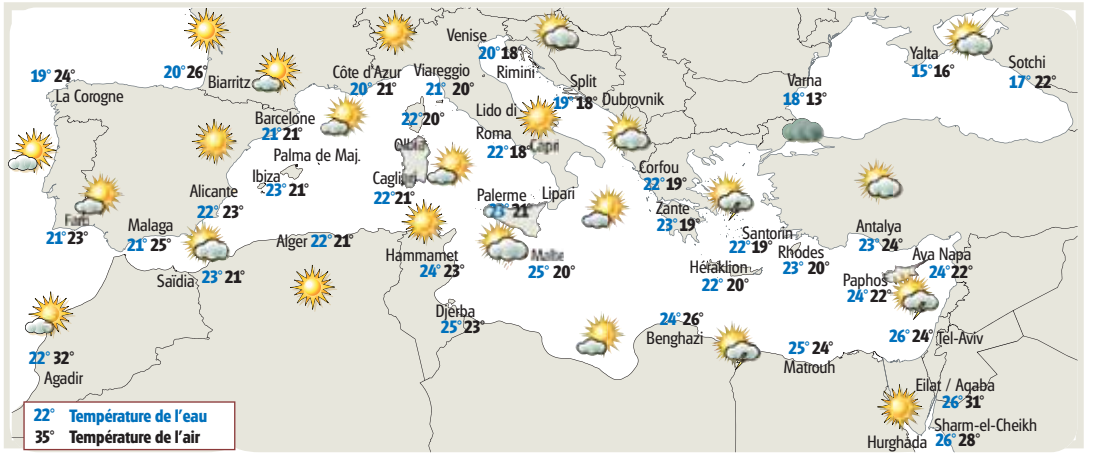 Venise
20° 18°
Rimini
Yalta
15° 16°
Sotchi
17° 22°
19° 24°
La Corogne
20° 26°
Biarritz
Côte d'Azur
20° 21°
Viareggio
21° 20°
Split
19° 18°
Dubrovnik
Varna
18° 13°
Barcelone
21° 21°
22° 20°
Olbia
Lido di
Roma
22° 18°
Capri
Palma de Maj.
Ibiza
23° 21°
Cagliari
22° 21°
Corfou
22° 19°
Alicante
22° 23°
Palerme
23° 21°
Lipari
Zante
23° 19°
Faro
21° 23°
Malaga
21° 25°
Alger 22° 21°
Santorin
22° 19°
Antalya
23° 24°
Saïdia
23° 21°
Hammamet
24° 23°
Malte
25° 20°
Héraklion
22° 20°
Rhodes
23° 20°
Aya Napa
24° 22°
Paphos
24° 22°
Djerba
25° 23°
24° 26°
Benghazi
26° 24°
Tel-Aviv
22° 32°
Agadir
25° 24°
Matrouh
Eilat / Aqaba
26° 31°
Sharm-el-Cheikh
Hurghada 26° 28°
22° Température de l'eau
35° Température de l'air